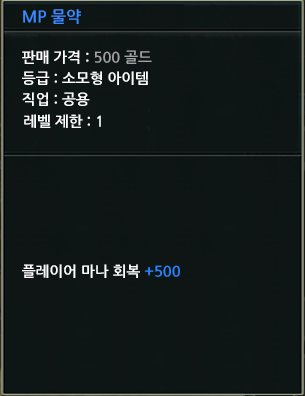 MP 물약
판매 가격 : 500 골드
등급 : 소모형 아이템
직업 : 공용
레벨 제한 : 1
플레이어 마나 회복 +500